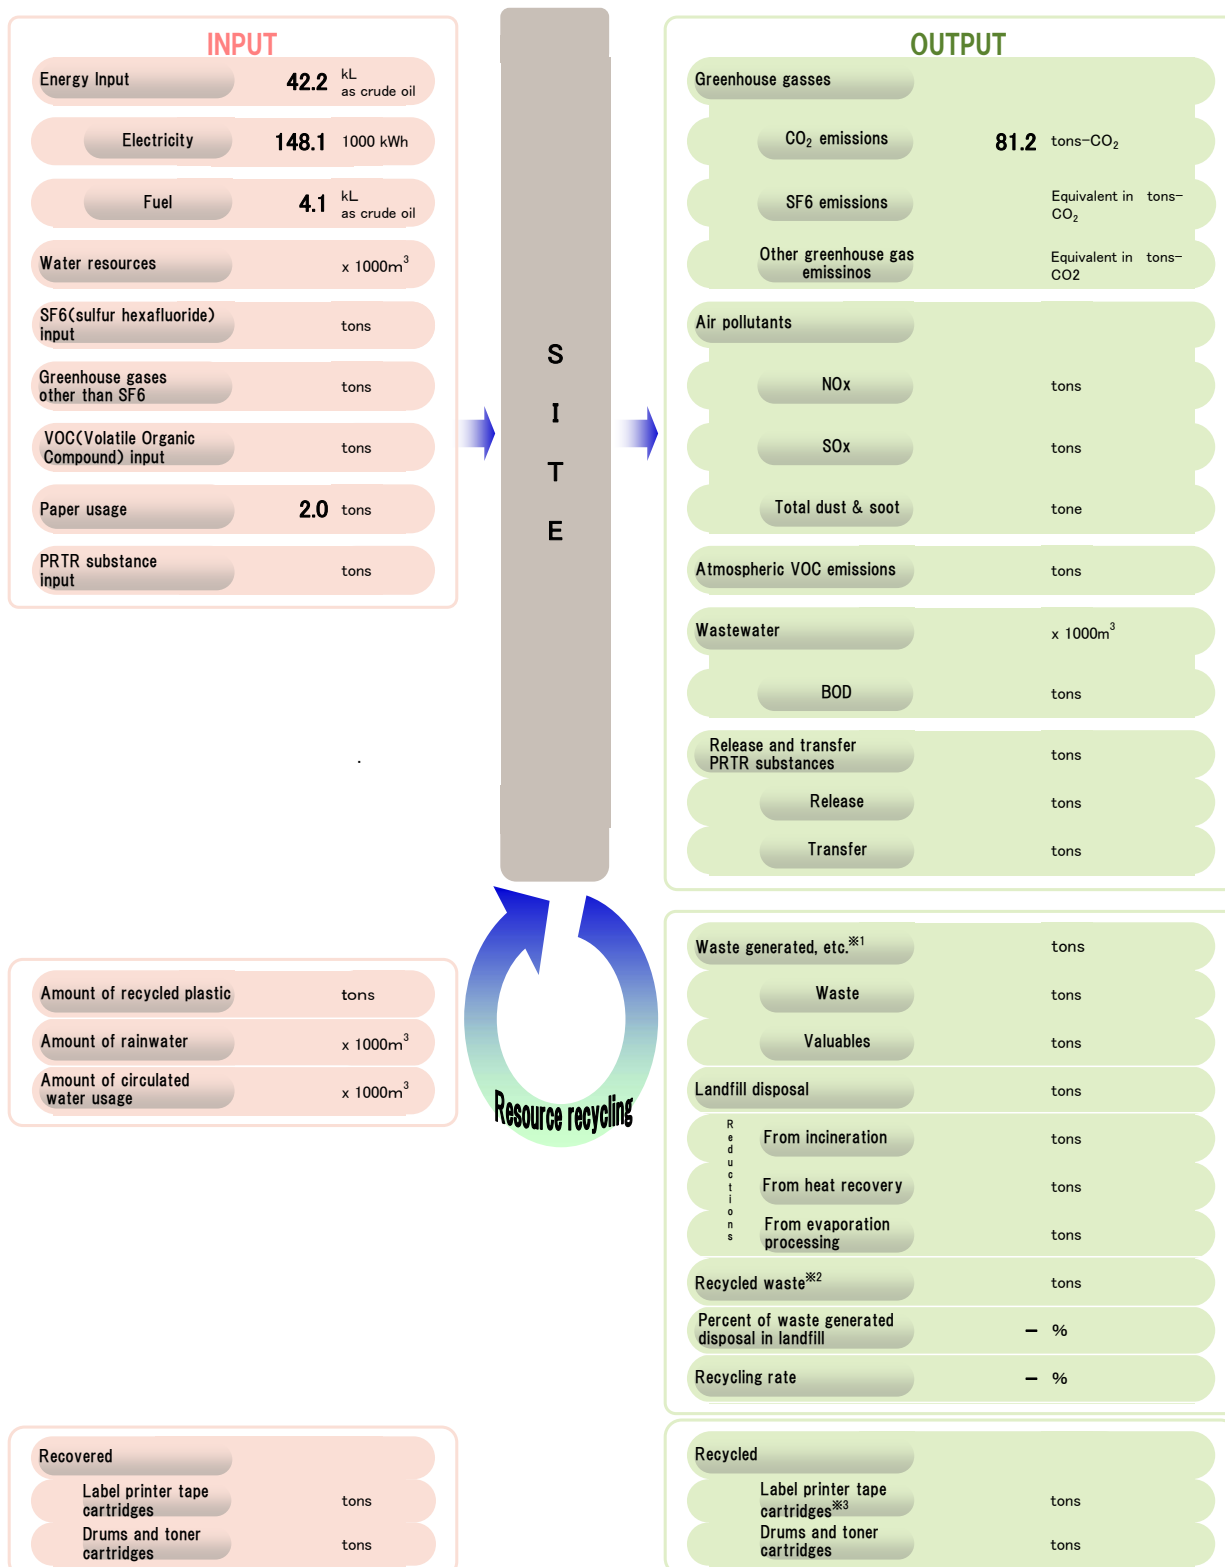 INPUT
Energy Input 42.2 kL
as crude oil
Electricity 148.1 1000 kWh
Fuel 4.1 kL
as crude oil
Water resources x 1000m³
SF6(sulfur hexafluoride)
input tons
Greenhouse gases
other than SF6 tons
VOC(Volatile Organic
Compound) input tons
Paper usage 2.0 tons
PRTR substance
input tons
S
I
T
E
OUTPUT
Greenhouse gasses
CO₂ emissions 81.2 tons-CO₂
SF6 emissions Equivalent in tons-
CO₂
Other greenhouse gas
emissinos Equivalent in tons-
CO2
Air pollutants
NOx tons
SOx tons
Total dust & soot tone
Atmospheric VOC emissions tons
Wastewater x 1000m³
BOD tons
Release and transfer
PRTR substances tons
Release tons
Transfer tons
Amount of recycled plastic tons
Amount of rainwater x 1000m³
Amount of circulated
water usage x 1000m³
Resource recycling
Waste generated, etc.※1 tons
Waste tons
Valuables tons
Landfill disposal tons
Reductions
From incineration tons
From heat recovery tons
From evaporation
processing tons
Recycled waste※2 tons
Percent of waste generated
disposal in landfill – %
Recycling rate – %
Recovered
Label printer tape
cartridges tons
Drums and toner
cartridges tons
Recycled
Label printer tape
cartridges※3 tons
Drums and toner
cartridges tons